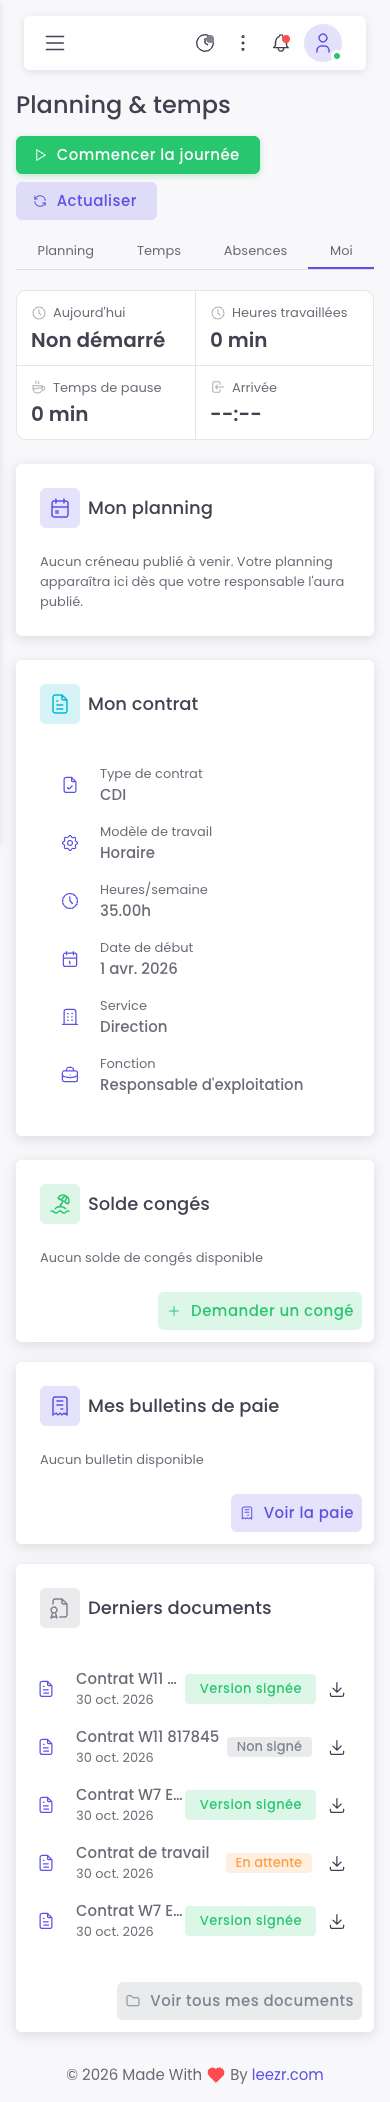 Planning & temps
Commencer la journée
Actualiser
Planning Temps Absences Moi
Aujourd'hui
Non démarré
Heures travaillées
0 min
Temps de pause
0 min
Arrivée
--:--
Mon planning
Aucun créneau publié à venir. Votre planning
apparaîtra ici dès que votre responsable l'aura
publié.
Mon contrat
Type de contrat
CDI
Modèle de travail
Horaire
Heures/semaine
35.00h
Date de début
1 avr. 2026
Service
Direction
Fonction
Responsable d'exploitation
Solde congés
Aucun solde de congés disponible
Demander un congé
Mes bulletins de paie
Aucun bulletin disponible
Voir la paie
Derniers documents
Contrat W11 ... Version signée
30 oct. 2026
Contrat W11 817845 Non signé
30 oct. 2026
Contrat W7 E... Version signée
30 oct. 2026
Contrat de travail En attente
30 oct. 2026
Contrat W7 E... Version signée
30 oct. 2026
Voir tous mes documents
© 2026 Made With By leezr.com